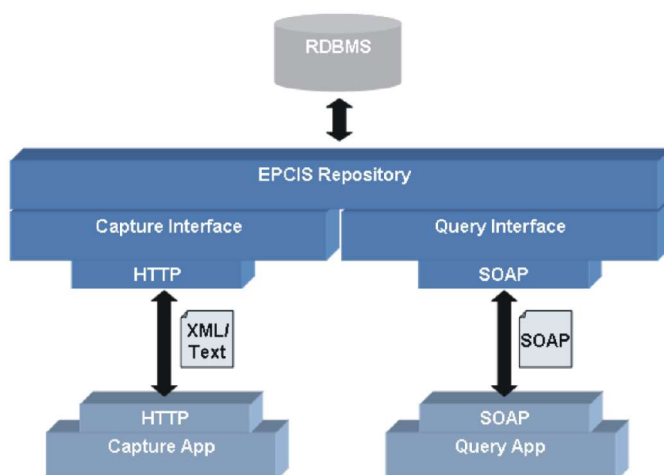 RDBMS
EPCIS Repository
Capture Interface
Query Interface
HTTP
SOAP
XML/
Text
SOAP
HTTP
SOAP
Capture App
Query App